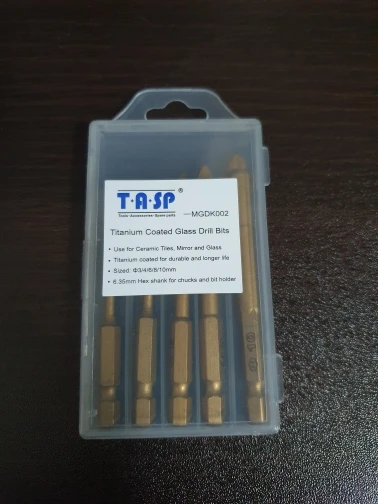 T·A·SP®
Tools·Accessories·Spare parts
—MGDK002
Titanium Coated Glass Drill Bits
• Use for Ceramic Tiles, Mirror and Glass
• Titanium coated for durable and longer life
• Sized: Φ3/4/6/8/10mm
• 6.35mm Hex shank for chucks and bit holder